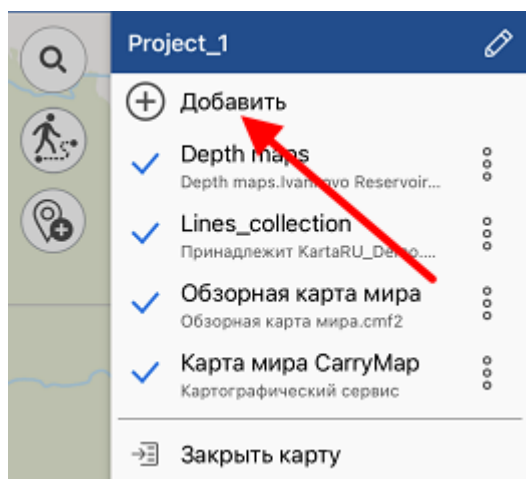 Project_1
Добавить
Depth maps
Depth maps.Ivankovo Reservoir...
Lines_collection
Принадлежит KartaRU_Demo....
Обзорная карта мира
Обзорная карта мира.cmf2
Карта мира CarryMap
Картографический сервис
Закрыть карту